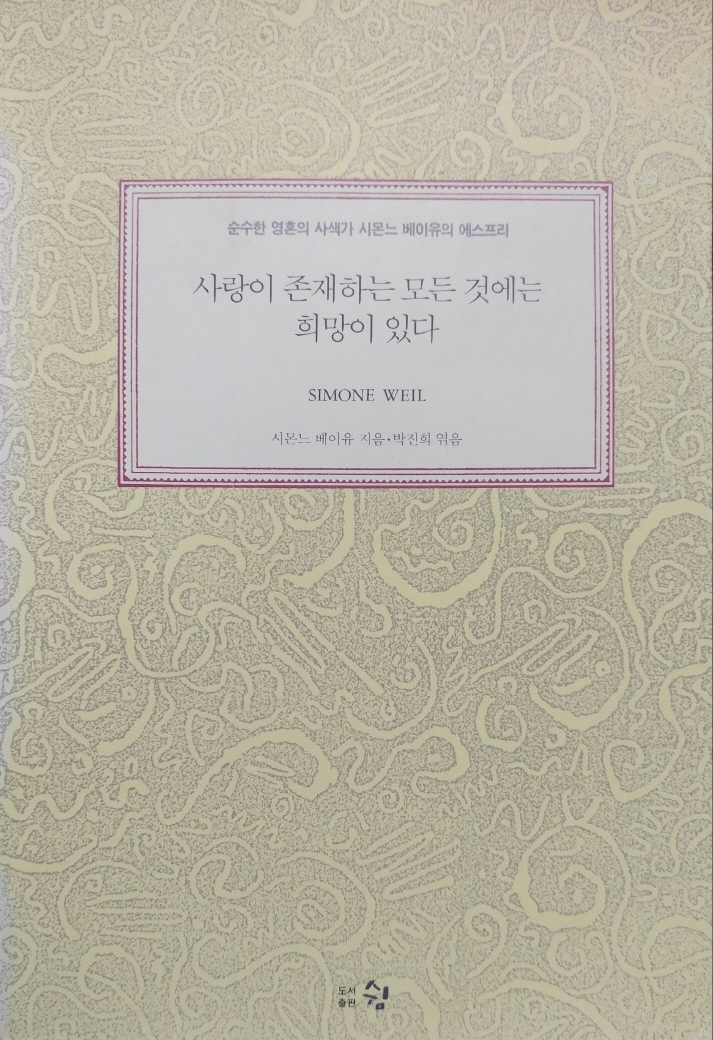 순수한 영혼의 사색가 시몬느 베이유의 에스프리
사랑이 존재하는 모든 것에는
희망이 있다
SIMONE WEIL
시몬느 베이유 지음·박진희 엮음
도서
출판 쉼